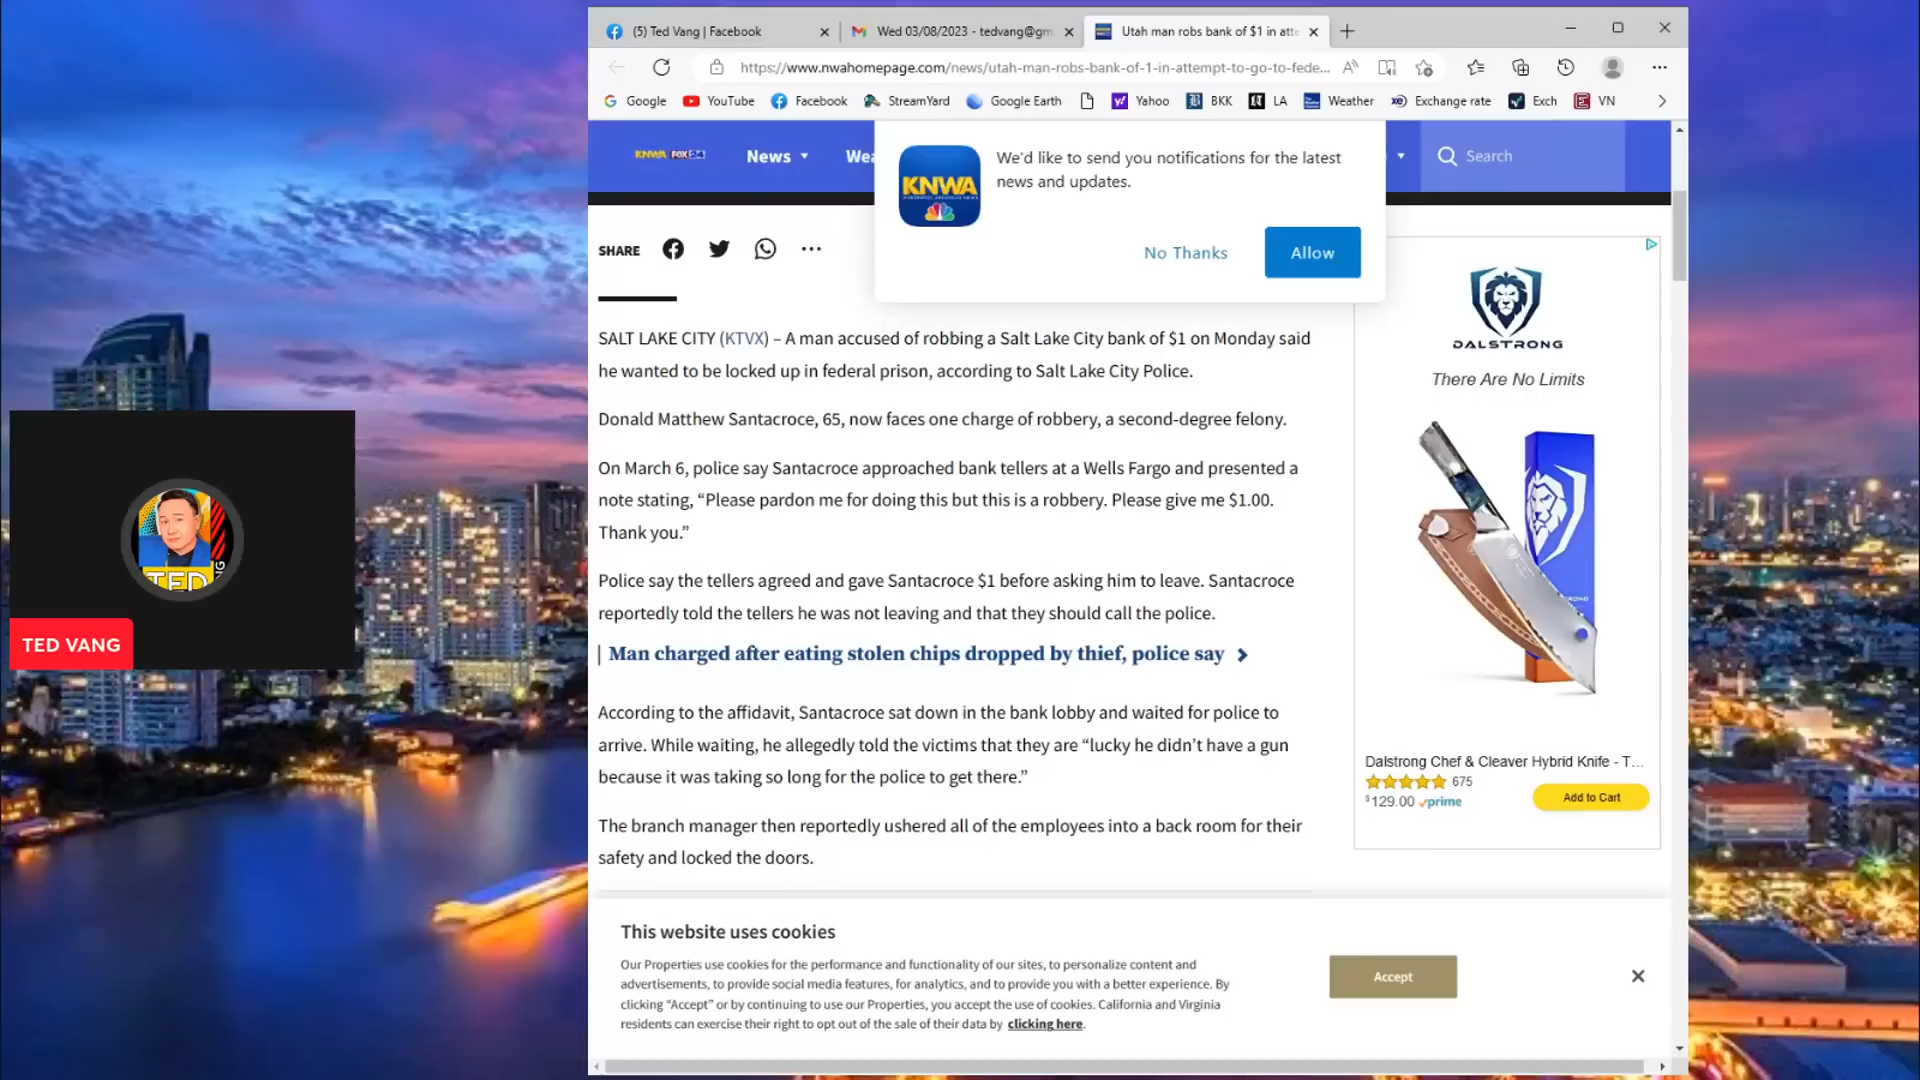 (5) Ted Vang | Facebook
Wed 03/08/2023 - tedvang@gm
Utah man robs bank of $1 in atte
https://www.nwahomepage.com/news/utah-man-robs-bank-of-1-in-attempt-to-go-to-fede...
Google YouTube Facebook StreamYard Google Earth Yahoo BKK LA Weather Exchange rate Exch VN
KNWA FOX24 News Wea Search
KNWA
We'd like to send you notifications for the latest
news and updates.
No Thanks Allow
SHARE
SALT LAKE CITY (KTVX) – A man accused of robbing a Salt Lake City bank of $1 on Monday said
he wanted to be locked up in federal prison, according to Salt Lake City Police.
Donald Matthew Santacroce, 65, now faces one charge of robbery, a second-degree felony.
On March 6, police say Santacroce approached bank tellers at a Wells Fargo and presented a
note stating, “Please pardon me for doing this but this is a robbery. Please give me $1.00.
Thank you.”
Police say the tellers agreed and gave Santacroce $1 before asking him to leave. Santacroce
reportedly told the tellers he was not leaving and that they should call the police.
Man charged after eating stolen chips dropped by thief, police say
According to the affidavit, Santacroce sat down in the bank lobby and waited for police to
arrive. While waiting, he allegedly told the victims that they are “lucky he didn’t have a gun
because it was taking so long for the police to get there.”
The branch manager then reportedly ushered all of the employees into a back room for their
safety and locked the doors.
DALSTRONG
There Are No Limits
Dalstrong Chef & Cleaver Hybrid Knife - T...
675
$129.00 prime
Add to Cart
This website uses cookies
Our Properties use cookies for the performance and functionality of our sites, to personalize content and
advertisements, to provide social media features, for analytics, and to provide you with a better experience. By
clicking “Accept” or by continuing to use our Properties, you accept the use of cookies. California and Virginia
residents can exercise their right to opt out of the sale of their data by clicking here.
Accept
TED
TED VANG